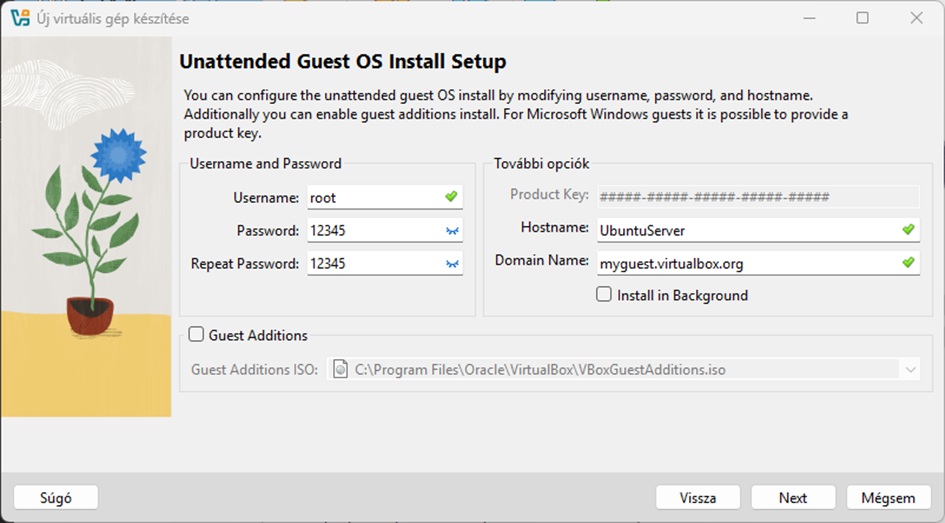 Új virtuális gép készítése
Unattended Guest OS Install Setup
You can configure the unattended guest OS install by modifying username, password, and hostname.
Additionally you can enable guest additions install. For Microsoft Windows guests it is possible to provide a
product key.
Username and Password
Username: root
Password: 12345
Repeat Password: 12345
További opciók
Product Key: #####-#####-#####-#####-#####
Hostname: UbuntuServer
Domain Name: myguest.virtualbox.org
Install in Background
Guest Additions
Guest Additions ISO: C:\Program Files\Oracle\VirtualBox\VBoxGuestAdditions.iso
Súgó
Vissza
Next
Mégsem